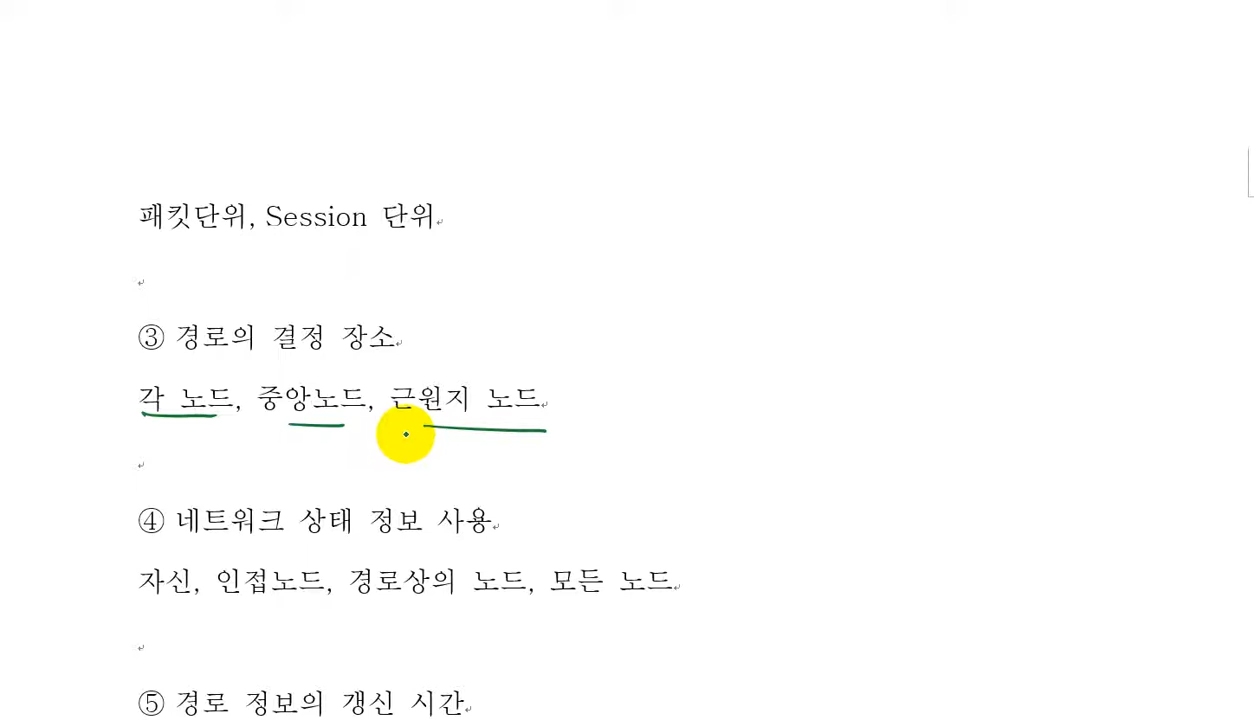 패킷단위, Session 단위
③ 경로의 결정 장소
각 노드, 중앙노드, 근원지 노드
④ 네트워크 상태 정보 사용
자신, 인접노드, 경로상의 노드, 모든 노드
⑤ 경로 정보의 갱신 시간